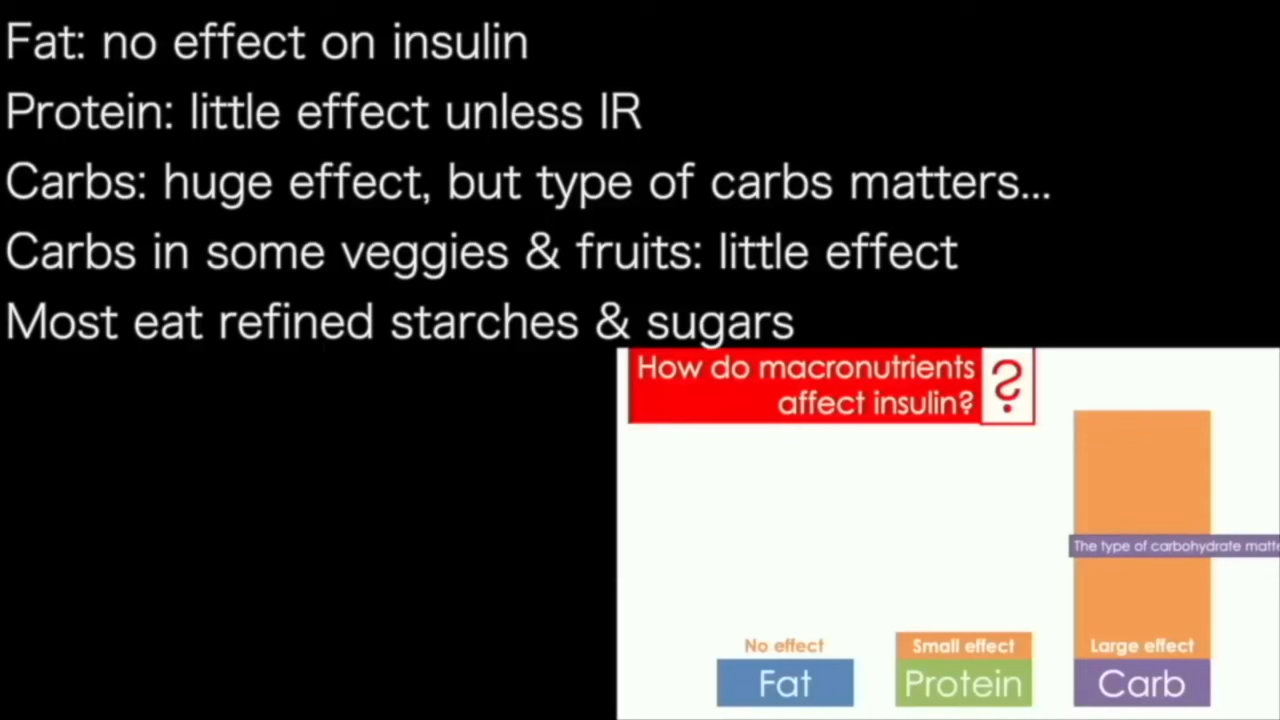 Fat: no effect on insulin
Protein: little effect unless IR
Carbs: huge effect, but type of carbs matters...
Carbs in some veggies & fruits: little effect
Most eat refined starches & sugars
How do macronutrients
affect insulin?
?
The type of carbohydrate matte
No effect
Small effect
Large effect
Fat
Protein
Carb